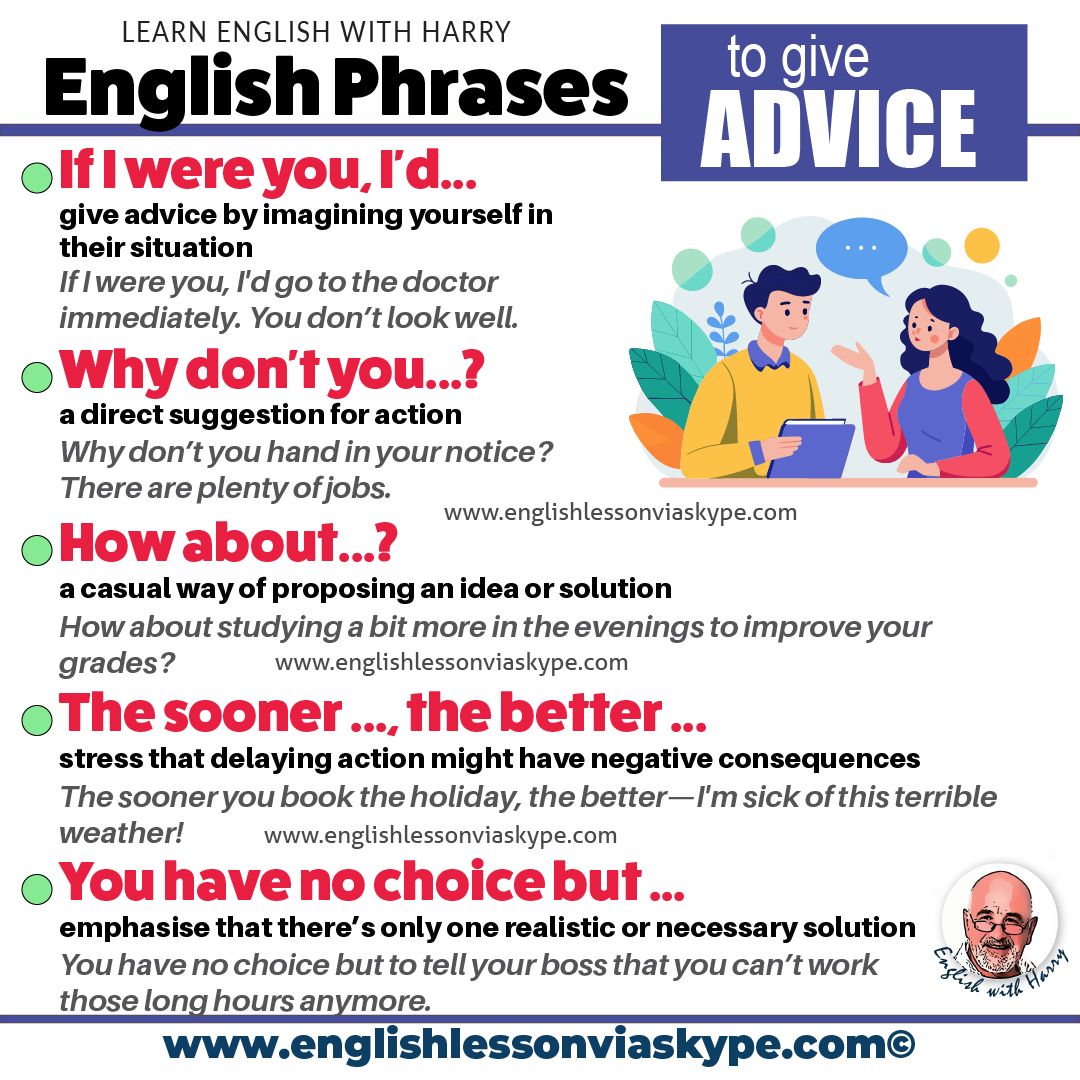 LEARN ENGLISH WITH HARRY
English Phrases
to give
ADVICE
If I were you, I'd...
give advice by imagining yourself in
their situation
If I were you, I'd go to the doctor
immediately. You don’t look well.
Why don't you...?
a direct suggestion for action
Why don’t you hand in your notice?
There are plenty of jobs.
www.englishlessonviaskype.com
How about...?
a casual way of proposing an idea or solution
How about studying a bit more in the evenings to improve your
grades?
www.englishlessonviaskype.com
The sooner ..., the better ...
stress that delaying action might have negative consequences
The sooner you book the holiday, the better—I'm sick of this terrible
weather!
www.englishlessonviaskype.com
You have no choice but ...
emphasise that there’s only one realistic or necessary solution
You have no choice but to tell your boss that you can’t work
those long hours anymore.
English with Harry
www.englishlessonviaskype.com©